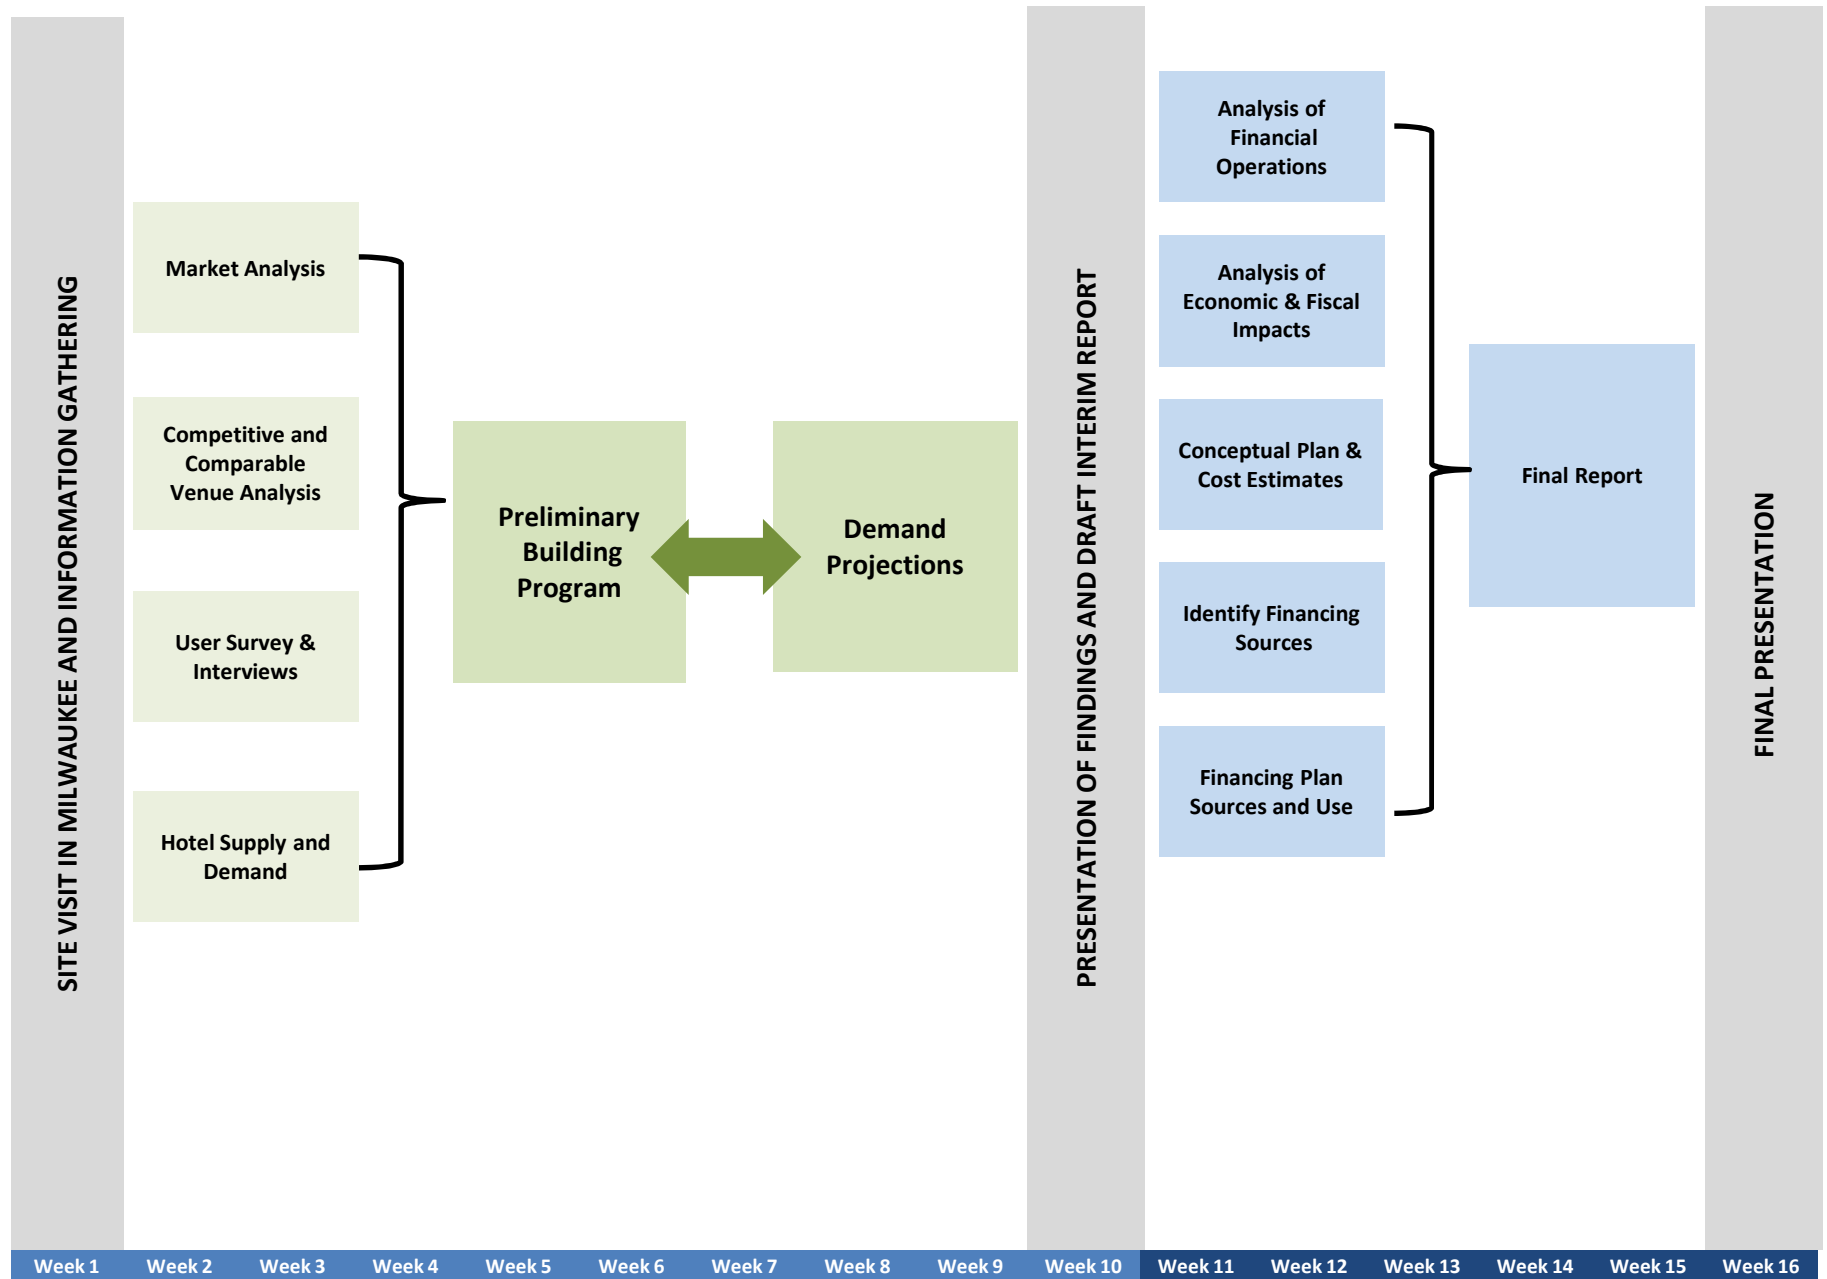 SITE VISIT IN MILWAUKEE AND INFORMATION GATHERING
Market Analysis
Competitive and
Comparable
Venue Analysis
User Survey &
Interviews
Hotel Supply and
Demand
Preliminary
Building
Program
Demand
Projections
PRESENTATION OF FINDINGS AND DRAFT INTERIM REPORT
Analysis of
Financial
Operations
Analysis of
Economic & Fiscal
Impacts
Conceptual Plan &
Cost Estimates
Identify Financing
Sources
Financing Plan
Sources and Use
Final Report
FINAL PRESENTATION
Week 1 Week 2 Week 3 Week 4 Week 5 Week 6 Week 7 Week 8 Week 9 Week 10 Week 11 Week 12 Week 13 Week 14 Week 15 Week 16